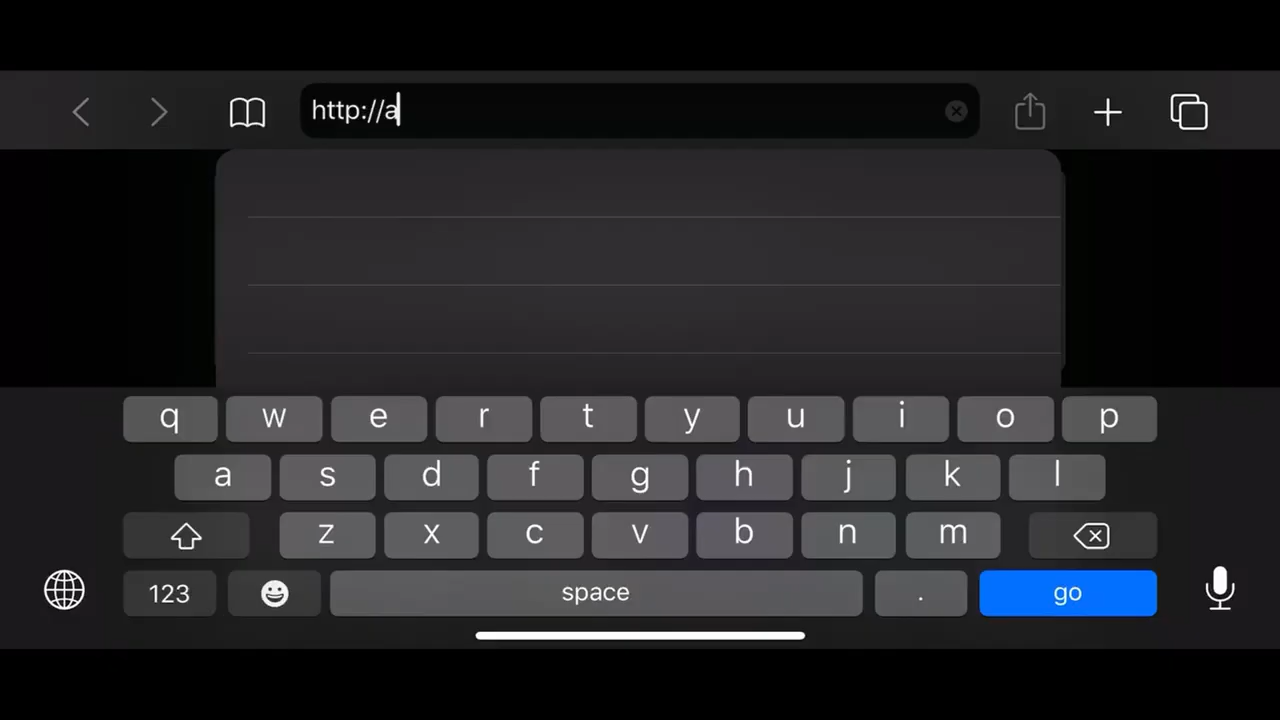 http://a
q w e r t y u i o p
a s d f g h j k l
z x c v b n m
123 space . go